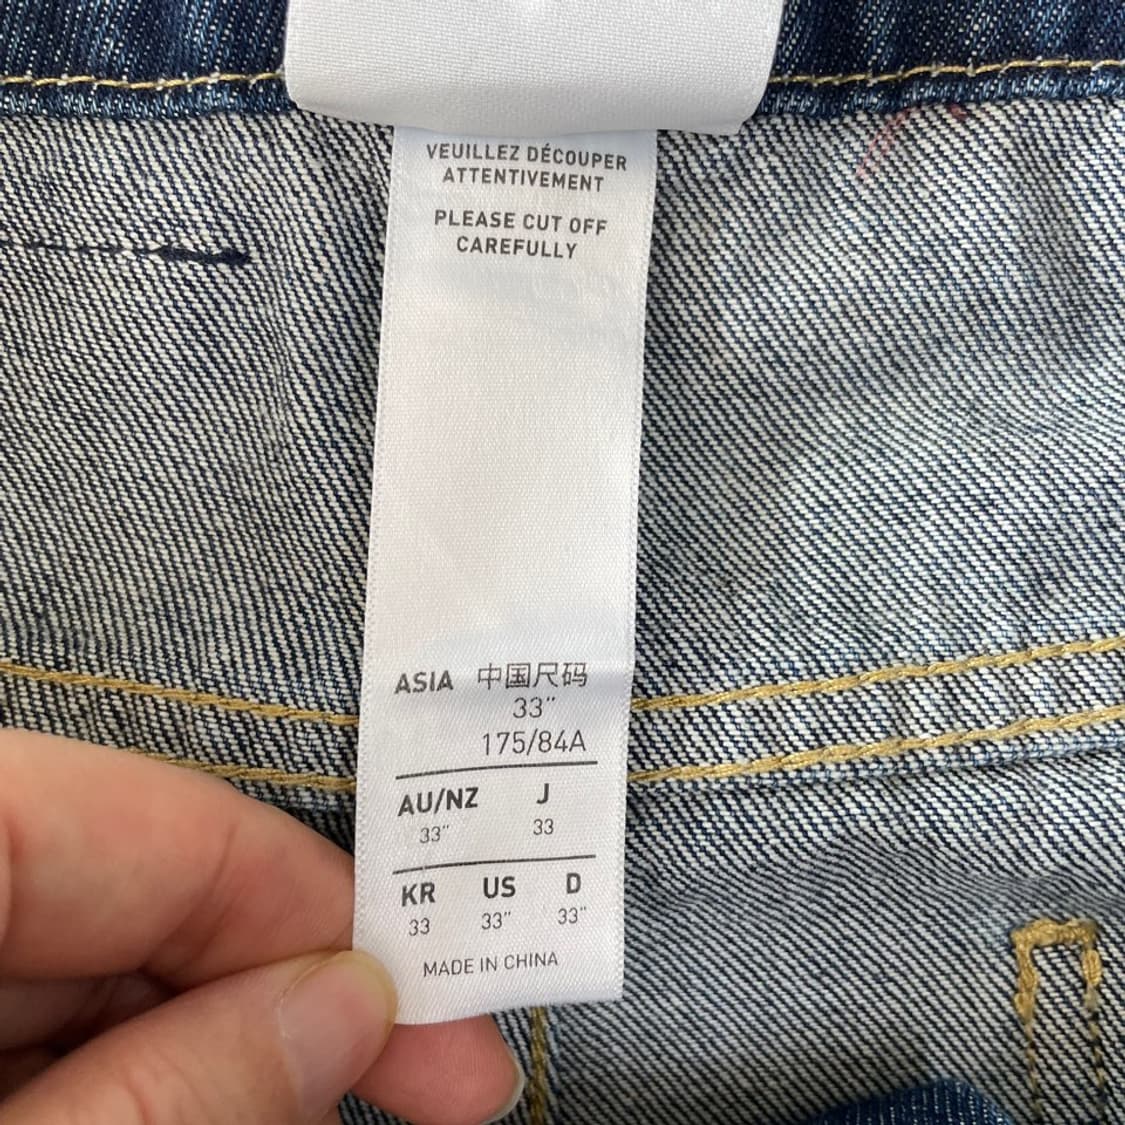 VEUILLEZ DÉCOUPER
ATTENTIVEMENT
PLEASE CUT OFF
CAREFULLY
ASIA 中国尺码
33"
175/84A
AU/NZ J
33" 33
KR US D
33 33" 33"
MADE IN CHINA